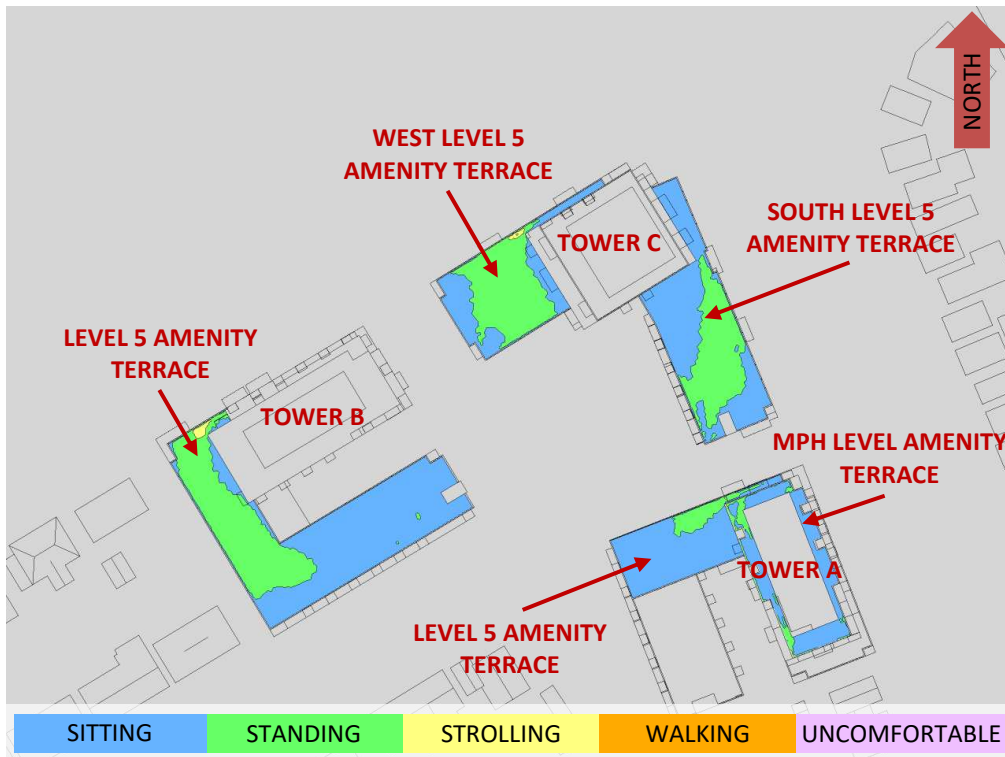 NORTH
WEST LEVEL 5
AMENITY TERRACE
TOWER C
SOUTH LEVEL 5
AMENITY TERRACE
LEVEL 5 AMENITY
TERRACE
TOWER B
MPH LEVEL AMENITY
TERRACE
TOWER A
LEVEL 5 AMENITY
TERRACE
SITTING
STANDING
STROLLING
WALKING
UNCOMFORTABLE